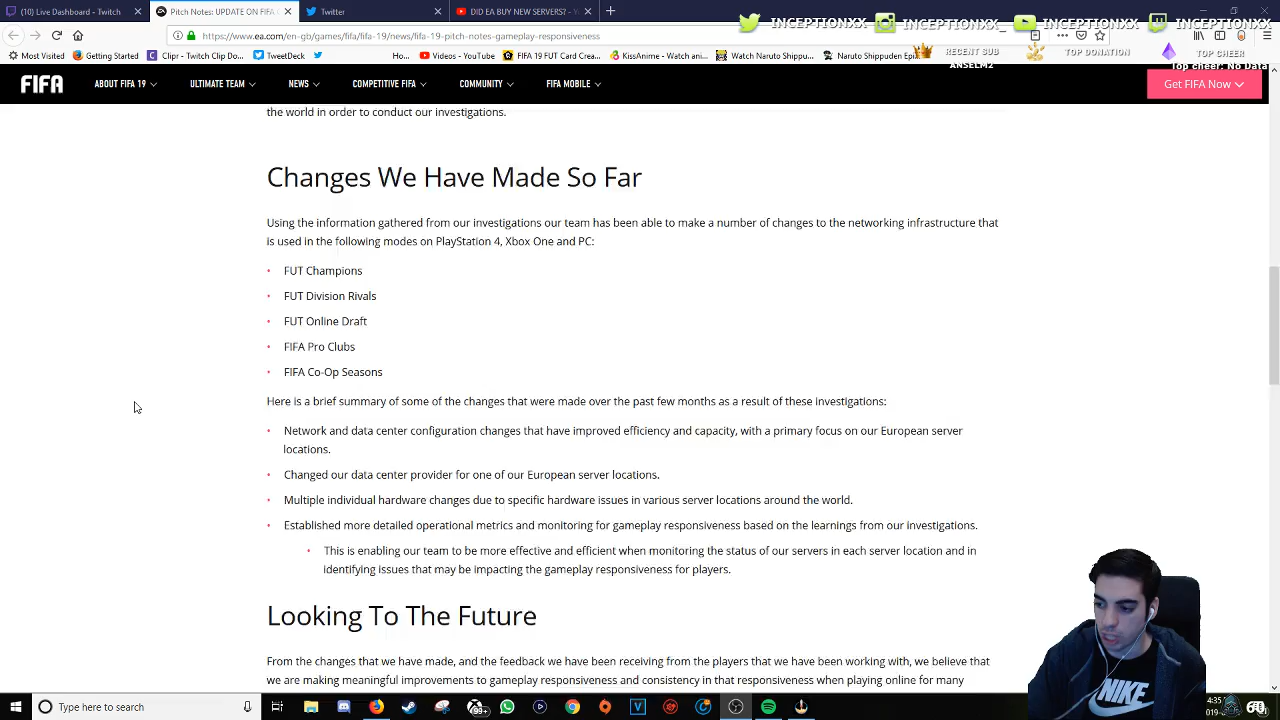 (10) Live Dashboard - Twitch
Pitch Notes: UPDATE ON FIFA
Twitter
DID EA BUY NEW SERVERS? -
INCEPTIONXX
INCEPTIONXX_
INCEPTIONXX
INCEPTIONXX
https://www.ea.com/en-gb/games/fifa/fifa-19/news/fifa-19-pitch-notes-gameplay-responsiveness
RECENT SUB
TOP DONATION
TOP CHEER
ANSELM2
Top cheer: No Data
Most Visited
Getting Started
Clipr - Twitch Clip Do...
TweetDeck
Ho...
Videos - YouTube
FIFA 19 FUT Card Crea...
KissAnime - Watch ani...
Watch Naruto Shippu...
Naruto Shippuden Epi...
FIFA
ABOUT FIFA 19
ULTIMATE TEAM
NEWS
COMPETITIVE FIFA
COMMUNITY
FIFA MOBILE
Get FIFA Now
the world in order to conduct our investigations.
Changes We Have Made So Far
Using the information gathered from our investigations our team has been able to make a number of changes to the networking infrastructure that
is used in the following modes on PlayStation 4, Xbox One and PC:
• FUT Champions
• FUT Division Rivals
• FUT Online Draft
• FIFA Pro Clubs
• FIFA Co-Op Seasons
Here is a brief summary of some of the changes that were made over the past few months as a result of these investigations:
• Network and data center configuration changes that have improved efficiency and capacity, with a primary focus on our European server
locations.
• Changed our data center provider for one of our European server locations.
• Multiple individual hardware changes due to specific hardware issues in various server locations around the world.
• Established more detailed operational metrics and monitoring for gameplay responsiveness based on the learnings from our investigations.
• This is enabling our team to be more effective and efficient when monitoring the status of our servers in each server location and in
identifying issues that may be impacting the gameplay responsiveness for players.
Looking To The Future
From the changes that we have made, and the feedback we have been receiving from the players that we have been working with, we believe that
we are making meaningful improvements to gameplay responsiveness and consistency in that responsiveness when playing online for many
NIKE
Type here to search
99+
4:35